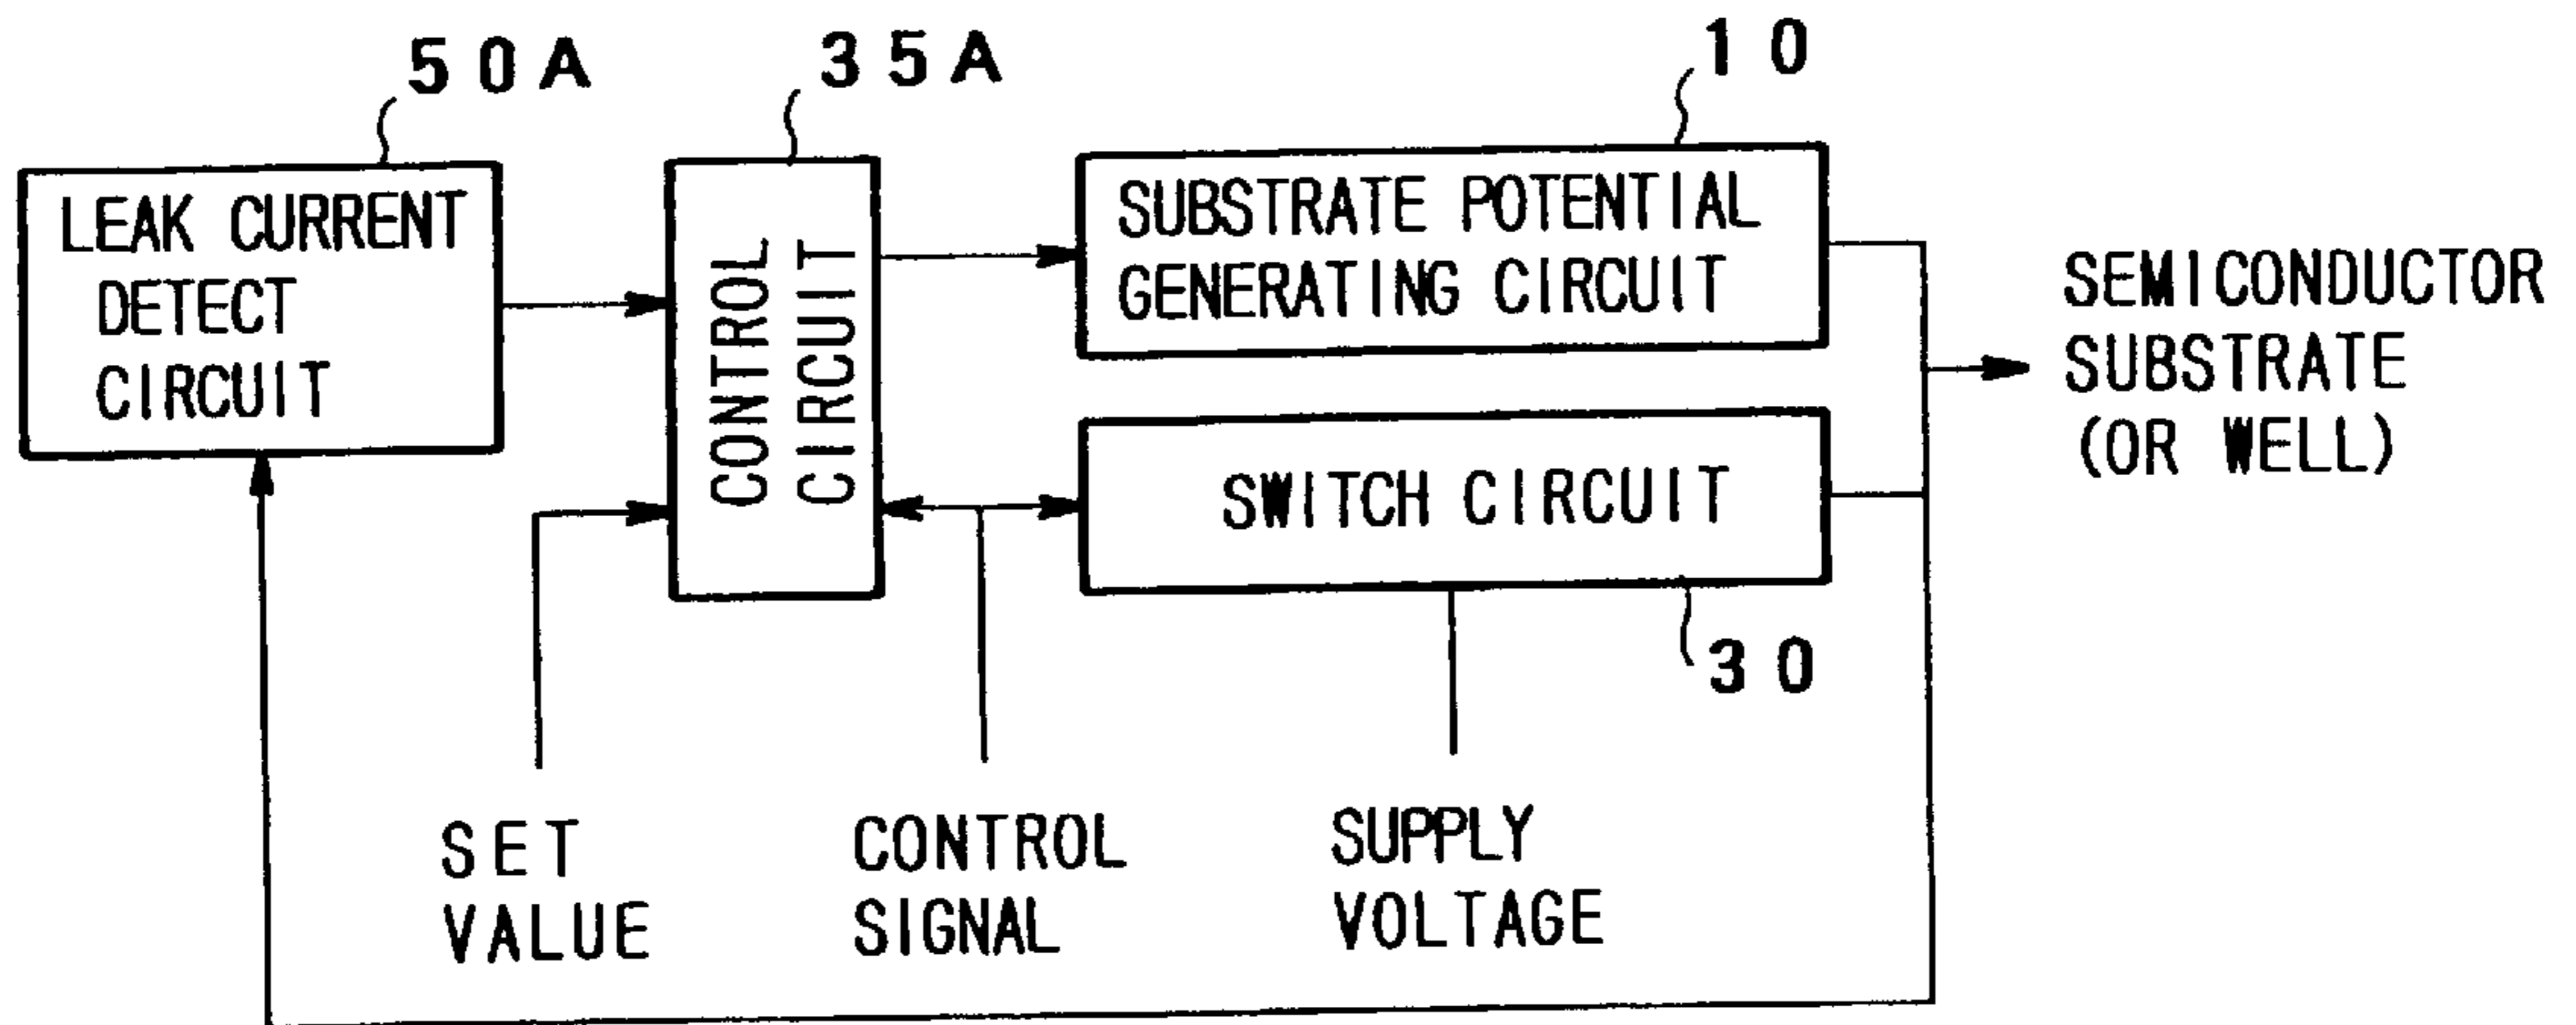 50A
35A
10
LEAK CURRENT
DETECT
CIRCUIT
CONTROL
CIRCUIT
SUBSTRATE POTENTIAL
GENERATING CIRCUIT
SEMICONDUCTOR
SUBSTRATE
(OR WELL)
SWITCH CIRCUIT
30
SET
VALUE
CONTROL
SIGNAL
SUPPLY
VOLTAGE